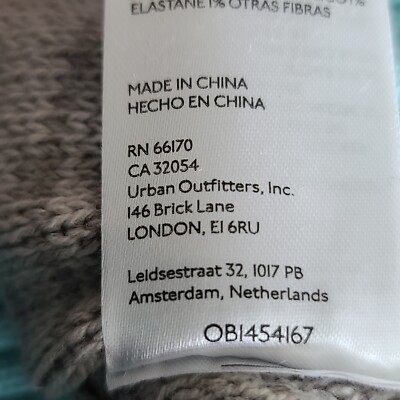 ELASTANE 1% OTRAS FIBRAS
MADE IN CHINA
HECHO EN CHINA
RN 66170
CA 32054
Urban Outfitters, Inc.
146 Brick Lane
LONDON, E1 6RU
Leidsestraat 32, 1017 PB
Amsterdam, Netherlands
OB1454167